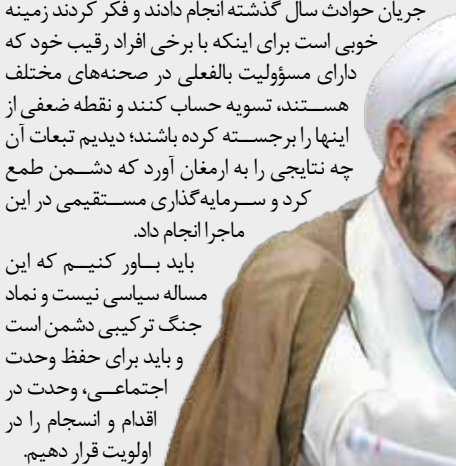 جریان حوادث سال گذشته انجام دادند و فکر کردند زمینه
خوبی است برای اینکه با برخی افراد رقیب خود که
دارای مسؤولیت بالفعلی در صحنه‌های مختلف
هستند، تسویه حساب کنند و نقطه ضعفی از
اینها را برجسته کرده باشند؛ دیدیم تبعات آن
چه نتایجی را به ارمغان آورد که دشمن طمع
کرد و سرمایه‌گذاری مستقیمی در این
ماجرا انجام داد.
باید باور کنیم که این
مساله سیاسی نیست و نماد
جنگ ترکیبی دشمن است
و باید برای حفظ وحدت
اجتماعی، وحدت در
اقدام و انسجام را در
اولویت قرار دهیم.